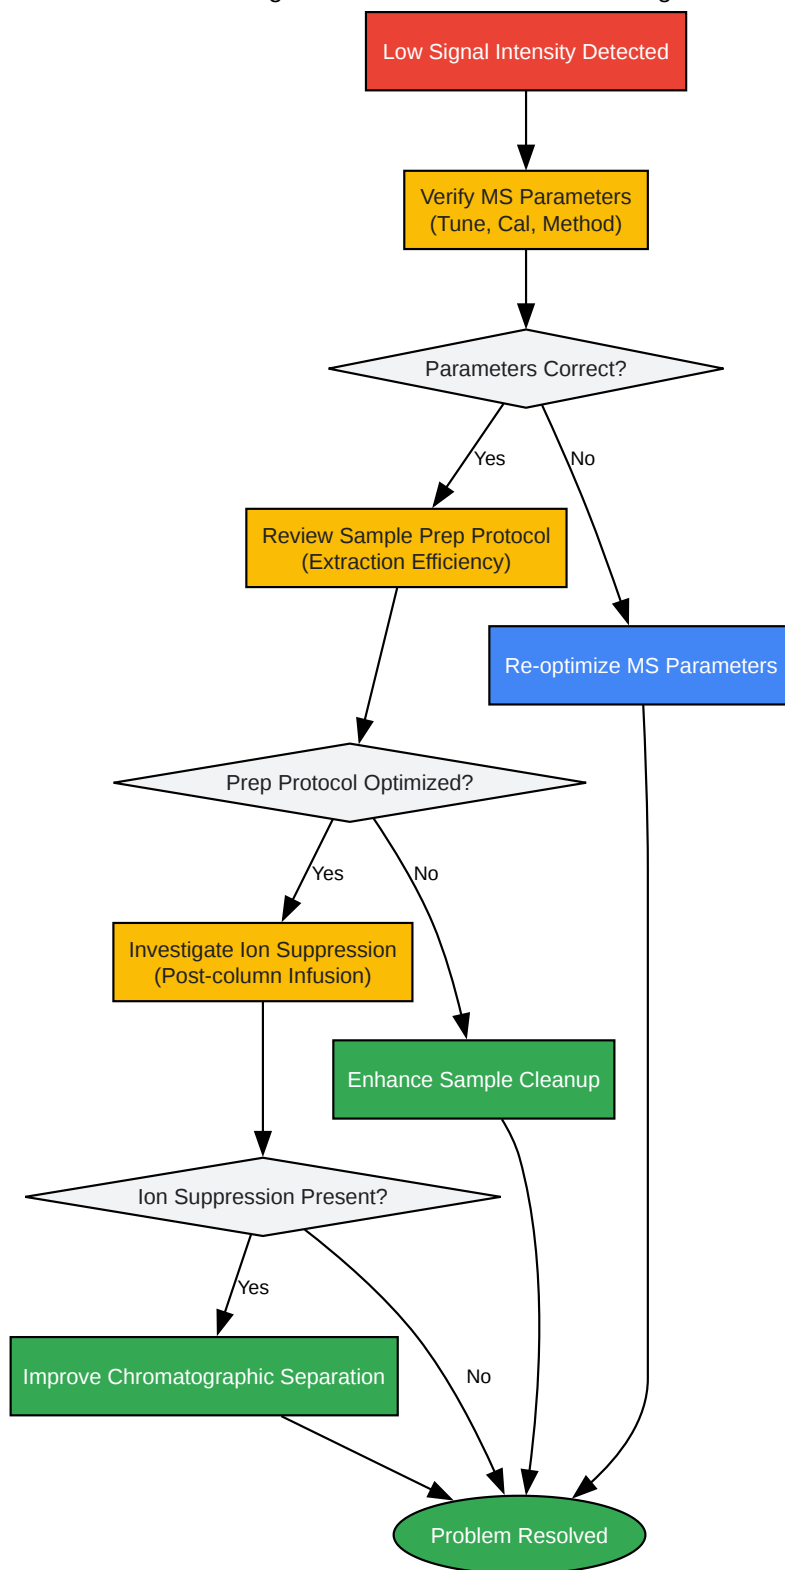 Low Signal Intensity Detected
Verify MS Parameters
(Tune, Cal, Method)
Parameters Correct?
Yes
No
Review Sample Prep Protocol
(Extraction Efficiency)
Re-optimize MS Parameters
Prep Protocol Optimized?
Yes
No
Investigate Ion Suppression
(Post-column Infusion)
Enhance Sample Cleanup
Ion Suppression Present?
Yes
Improve Chromatographic Separation
No
Problem Resolved